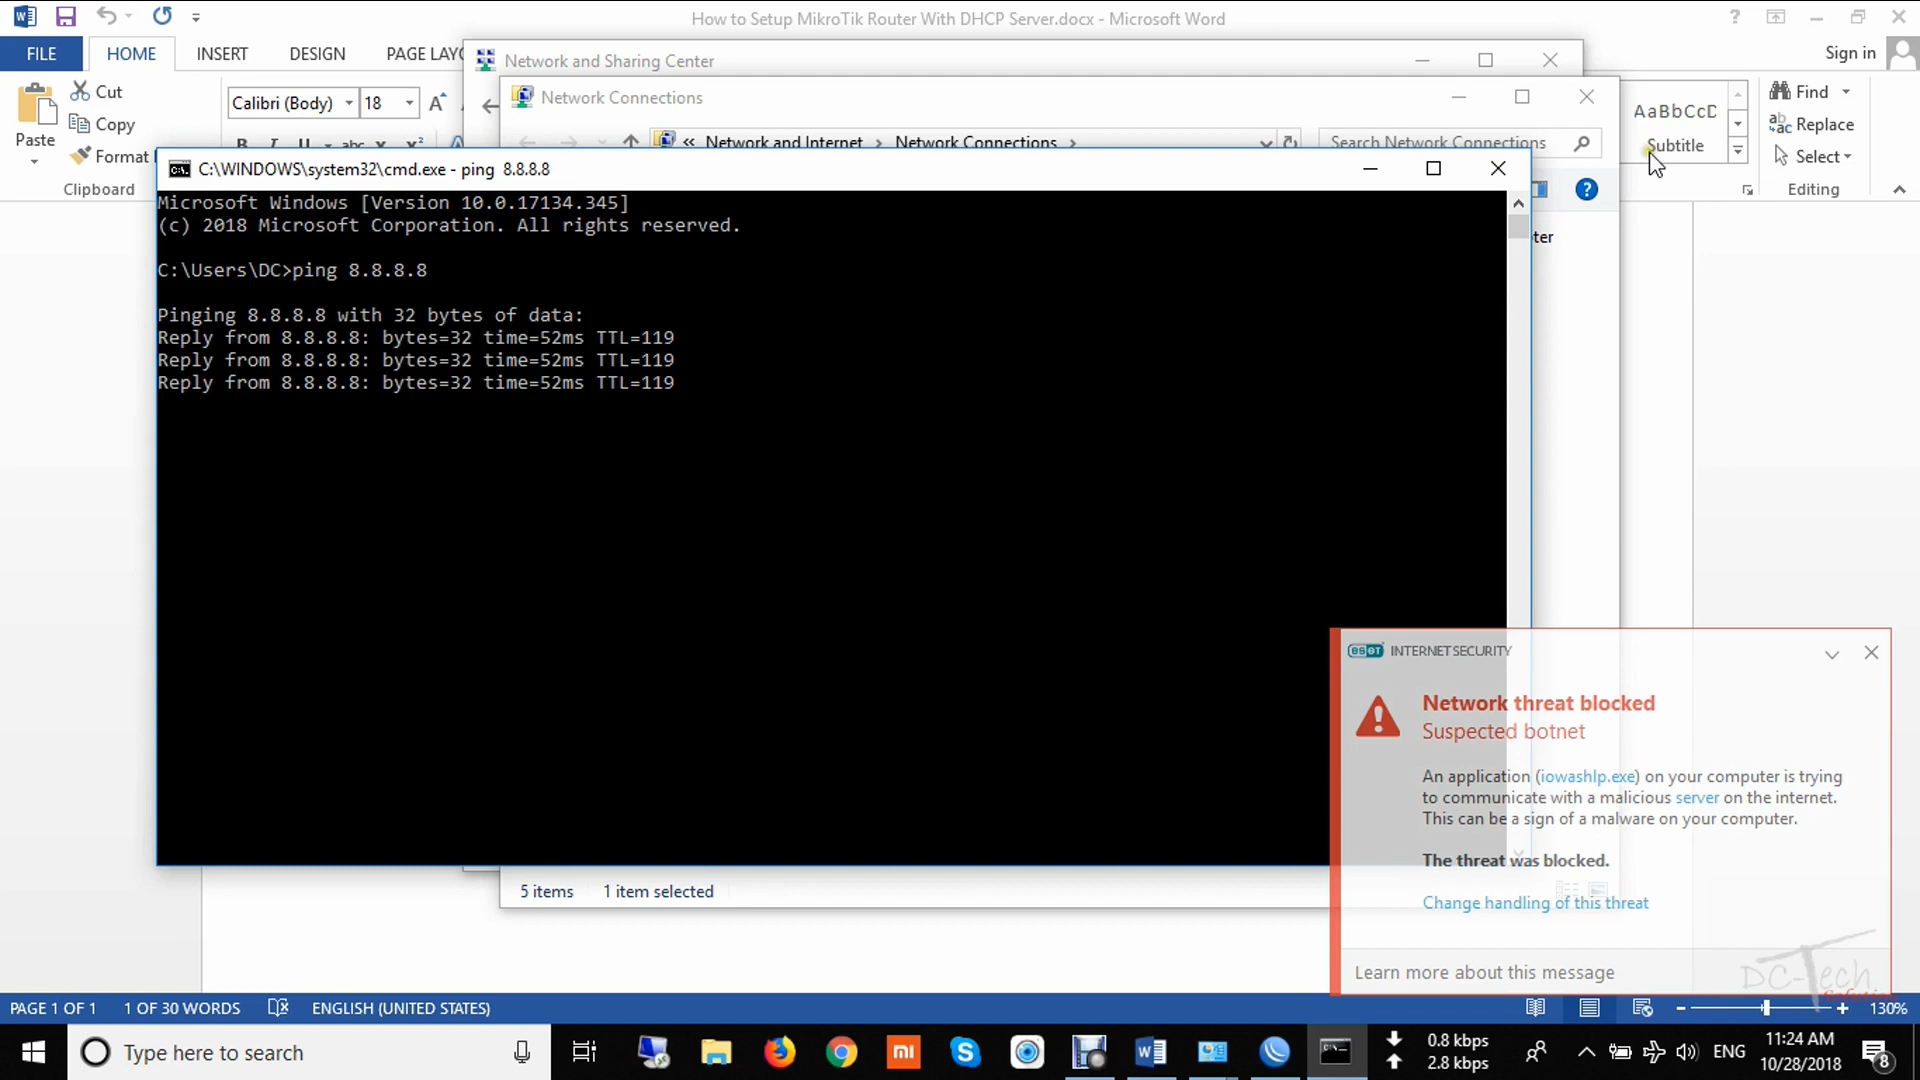 How to Setup MikroTik Router With DHCP Server.docx - Microsoft Word
FILE HOME INSERT DESIGN
Sign in
Network and Sharing Center
Network Connections
Cut
Copy
Paste
Format
Clipboard
Calibri (Body) 18
« Network and Internet > Network Connections >
Search Network Connections
AaBbCcD
Subtitle
Find
Replace
Select
Editing
C:\WINDOWS\system32\cmd.exe - ping 8.8.8.8
Microsoft Windows [Version 10.0.17134.345]
(c) 2018 Microsoft Corporation. All rights reserved.
C:\Users\DC>ping 8.8.8.8
Pinging 8.8.8.8 with 32 bytes of data:
Reply from 8.8.8.8: bytes=32 time=52ms TTL=119
Reply from 8.8.8.8: bytes=32 time=52ms TTL=119
Reply from 8.8.8.8: bytes=32 time=52ms TTL=119
eset INTERNET SECURITY
Network threat blocked
Suspected botnet
An application (iowashlp.exe) on your computer is trying
to communicate with a malicious server on the internet.
This can be a sign of a malware on your computer.
The threat was blocked.
Change handling of this threat
Learn more about this message
5 items 1 item selected
DC-Tech
PAGE 1 OF 1 1 OF 30 WORDS ENGLISH (UNITED STATES)
130%
Type here to search
mi
0.8 kbps
2.8 kbps
ENG
11:24 AM
10/28/2018
8